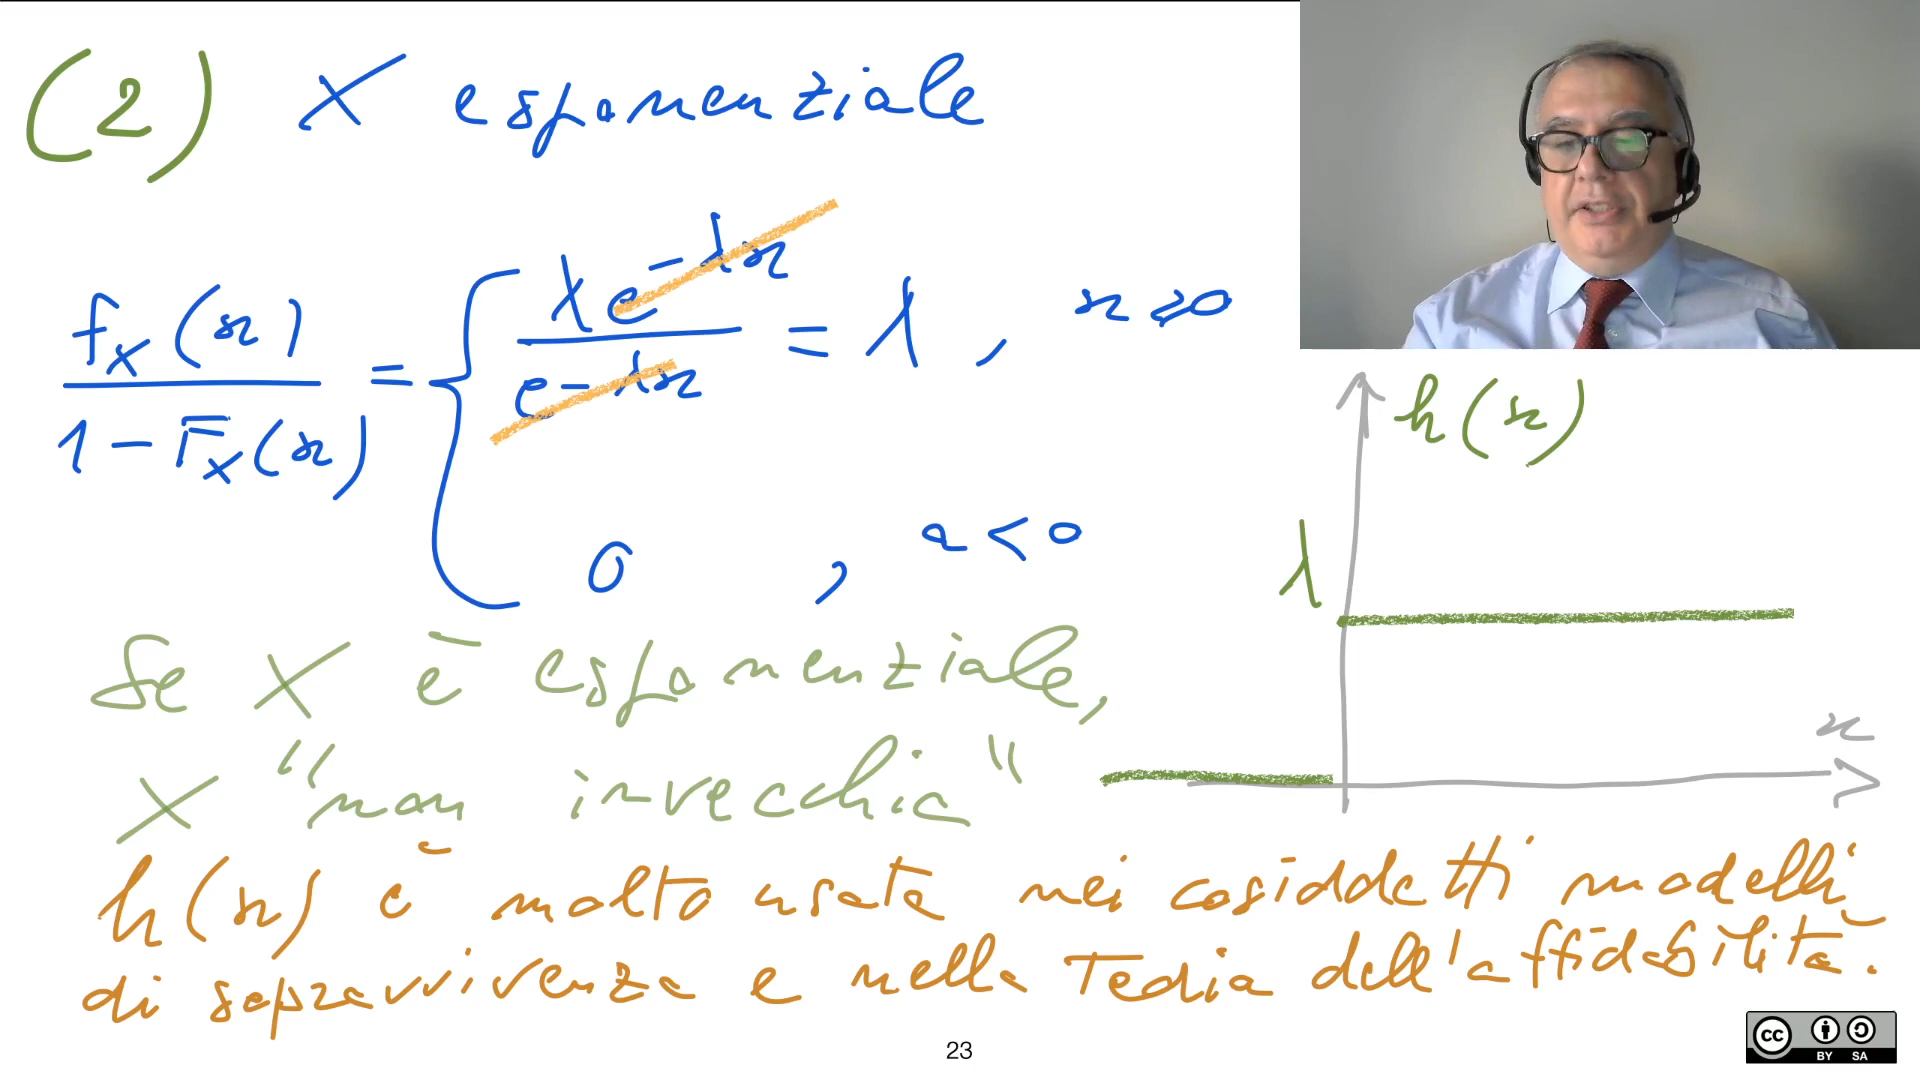 (2) X esponenziale
f_X(x) / (1 - F_X(x)) = { λe^{-λx} / e^{-λx} = λ , x ≥ 0
0 , a < 0
h(x)
λ
x
Se X è esponenziale,
X "non invecchia"
h(x) è molto usata nei cosiddetti modelli
di sopravvivenza e nella Teoria dell'affidabilità.
23
CC BY SA